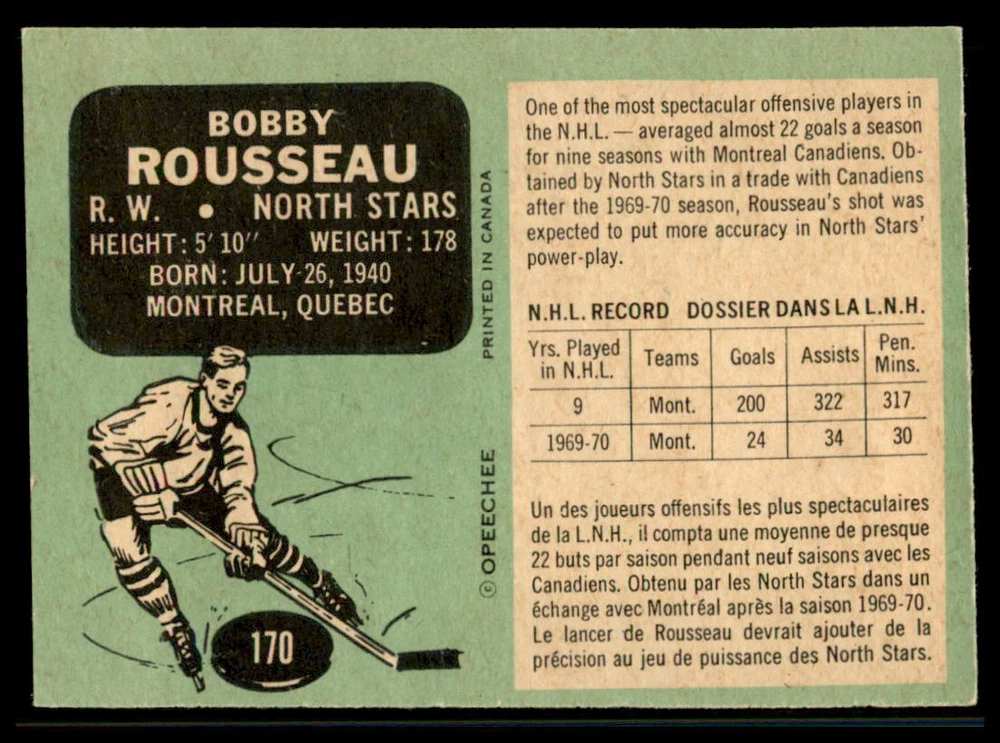 BOBBY
ROUSSEAU
R. W. • NORTH STARS
HEIGHT: 5' 10" WEIGHT: 178
BORN: JULY 26, 1940
MONTREAL, QUEBEC
170
PRINTED IN CANADA
© OPEECHEE
One of the most spectacular offensive players in
the N.H.L. — averaged almost 22 goals a season
for nine seasons with Montreal Canadiens. Ob-
tained by North Stars in a trade with Canadiens
after the 1969-70 season, Rousseau's shot was
expected to put more accuracy in North Stars'
power-play.
N.H.L. RECORD DOSSIER DANS LA L.N.H.
Yrs. Played in N.H.L. Teams Goals Assists Pen. Mins.
9 Mont. 200 322 317
1969-70 Mont. 24 34 30
Un des joueurs offensifs les plus spectaculaires
de la L.N.H., il compta une moyenne de presque
22 buts par saison pendant neuf saisons avec les
Canadiens. Obtenu par les North Stars dans un
échange avec Montréal après la saison 1969-70.
Le lancer de Rousseau devrait ajouter de la
précision au jeu de puissance des North Stars.